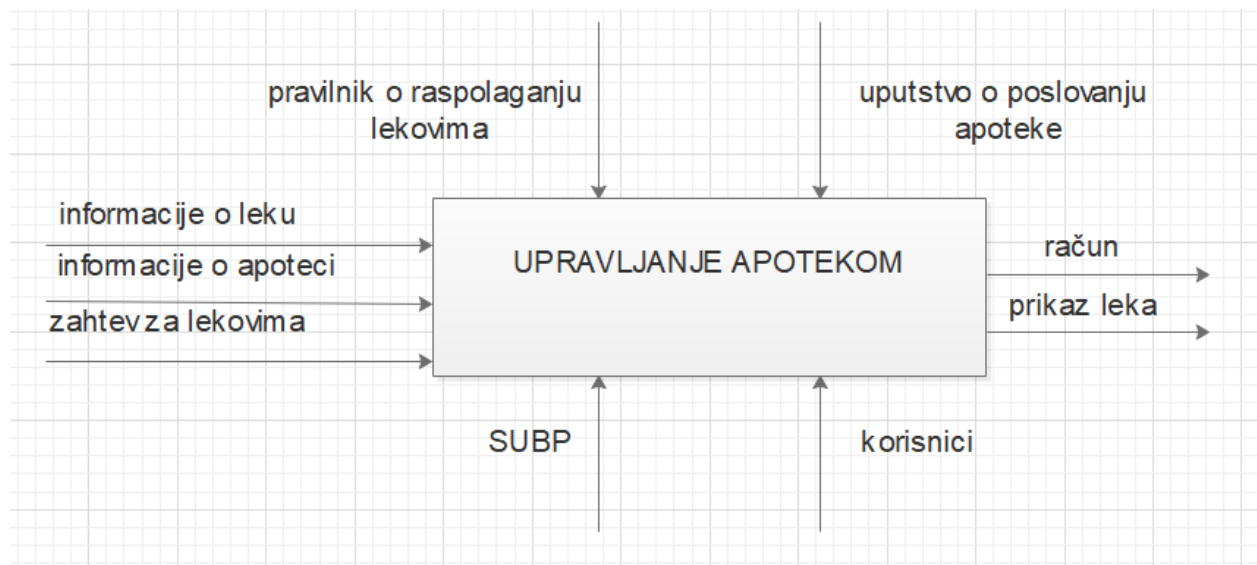 pravilnik o raspolaganju
lekovima
uputstvo o poslovanju
apoteke
informacije o leku
informacije o apoteci
zahtev za lekovima
UPRAVLJANJE APOTEKOM
račun
prikaz leka
SUBP
korisnici